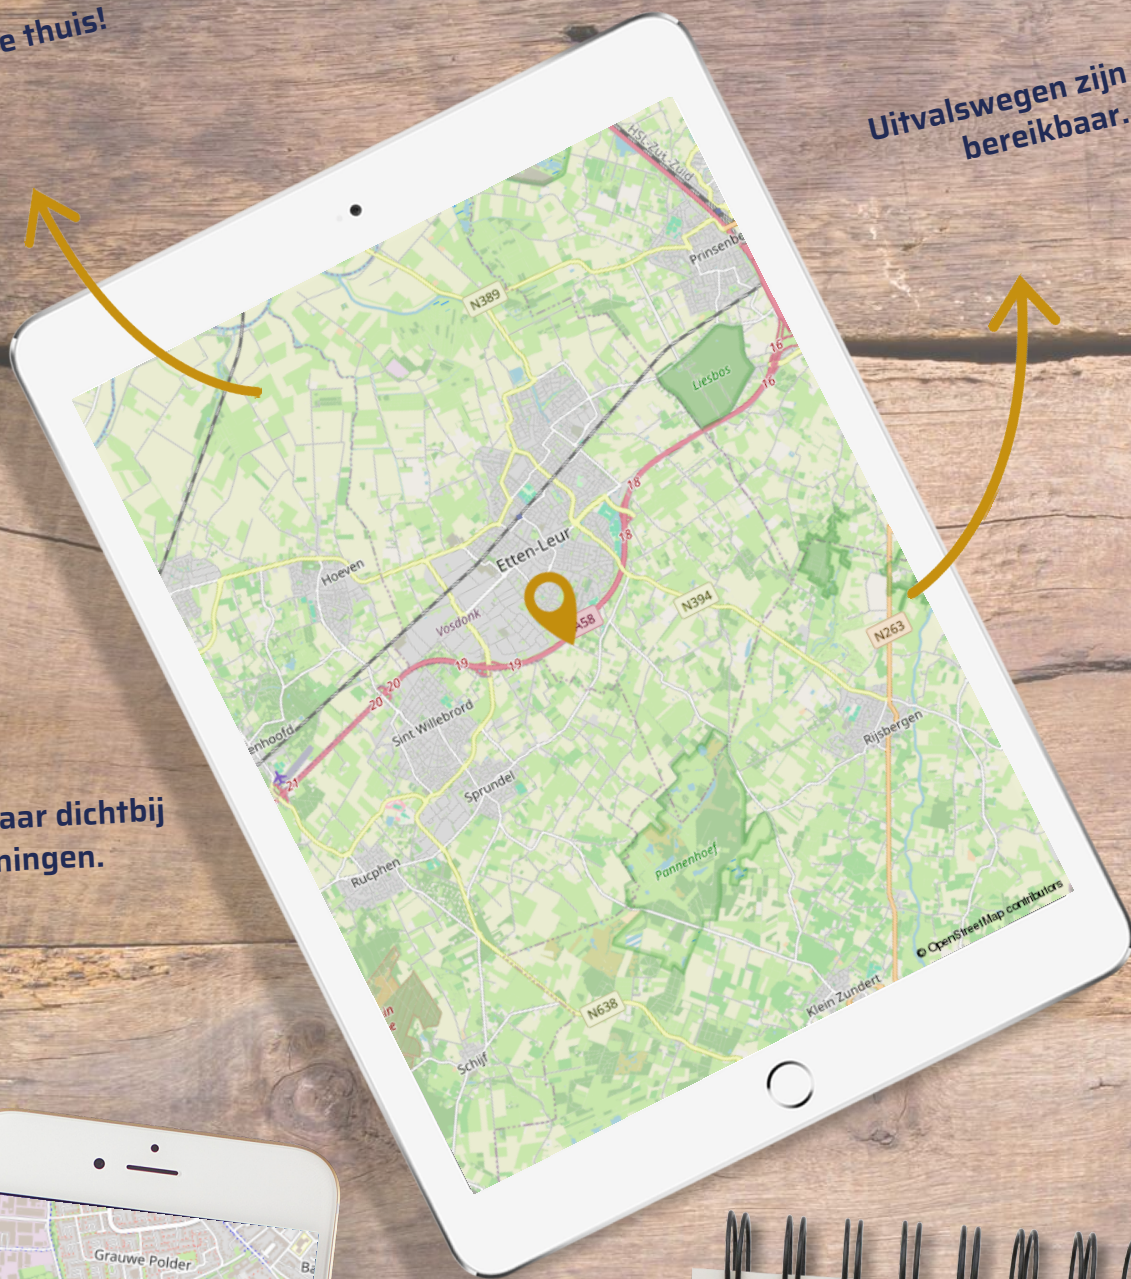 e thuis!
Uitvalswegen zijn
bereikbaar.
HSL-Zut-Zuid
Prinsenbe
N389
16
16
Liesbos
18
18
Etten-Leur
Hoeven
N394
A58
Vosdonk
N263
19
19
20
20
Sint Willebrord
Rijsbergen
enhoofd
21
Sprundel
aar dichtbij
ningen.
Pannenhoef
Rucphen
© OpenStreetMap contributors
Klein Zundert
N638
Schijf
Grauwe Polder
Ba